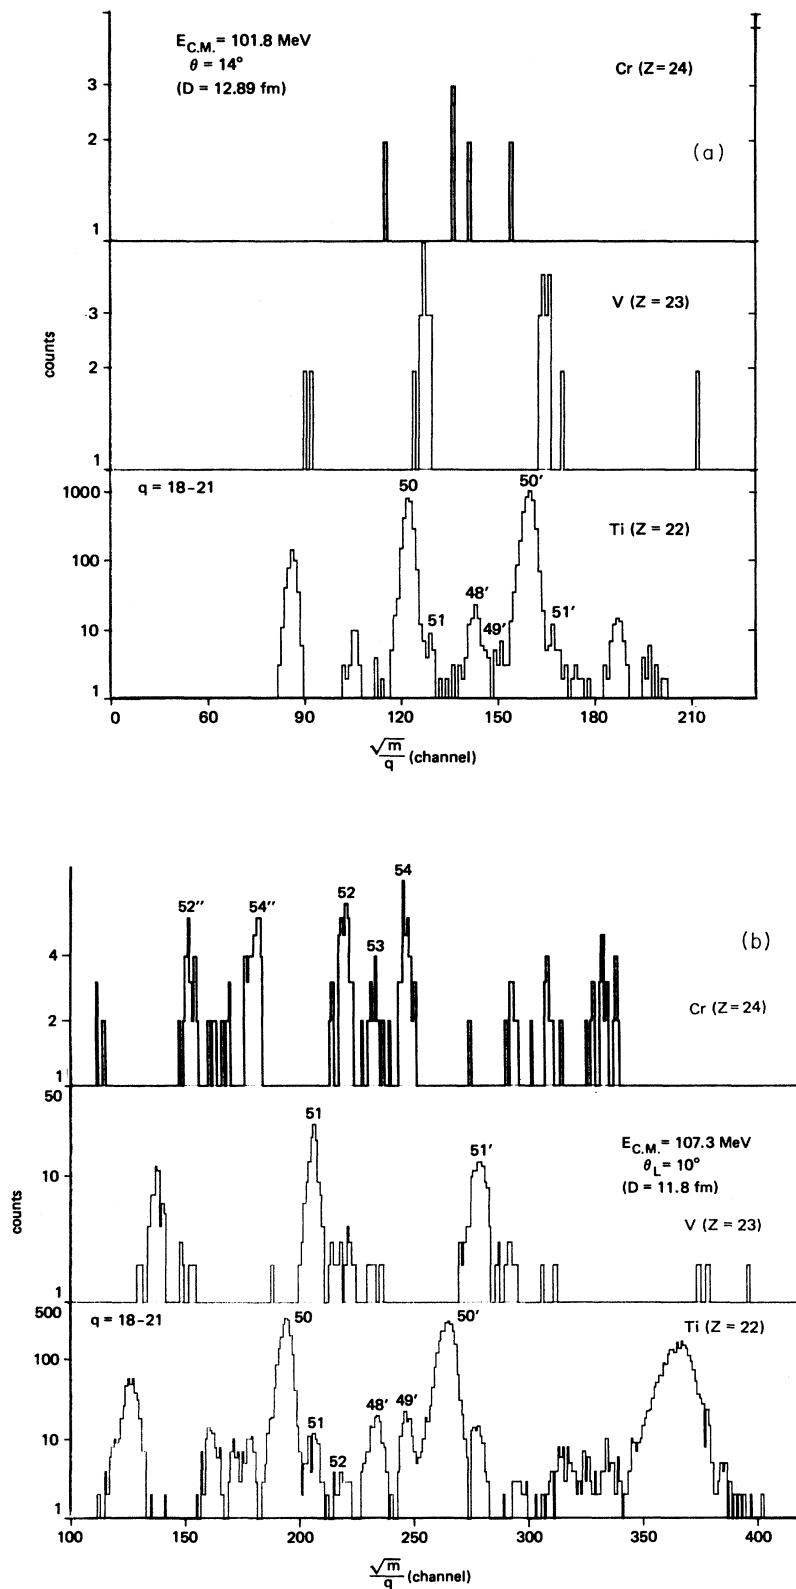 E_C.M. = 101.8 MeV
θ = 14°
(D = 12.89 fm)
Cr (Z = 24)
(a)
3
2
1
V (Z = 23)
3
2
1
counts
q = 18-21
50
50′
Ti (Z = 22)
51
48′
49′
51′
1000
100
10
1
0 60 90 120 150 180 210
√m/q (channel)
52′′
54′′
52
53
54
(b)
Cr (Z = 24)
4
2
1
50
10
1
51
51′
E_C.M. = 107.3 MeV
θ_L = 10°
(D = 11.8 fm)
V (Z = 23)
counts
q = 18-21
50
50′
Ti (Z = 22)
51
52
48′
49′
500
100
10
1
100 150 200 250 300 350 400
√m/q (channel)